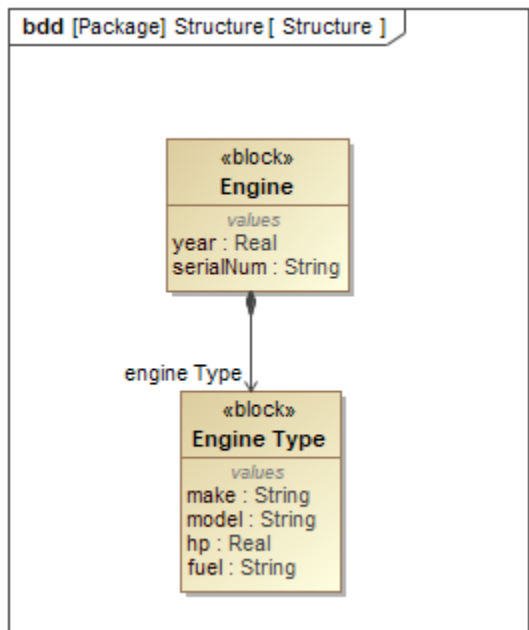 bdd [Package] Structure[ Structure ]
«block»
Engine
values
year : Real
serialNum : String
engine Type
«block»
Engine Type
values
make : String
model : String
hp : Real
fuel : String